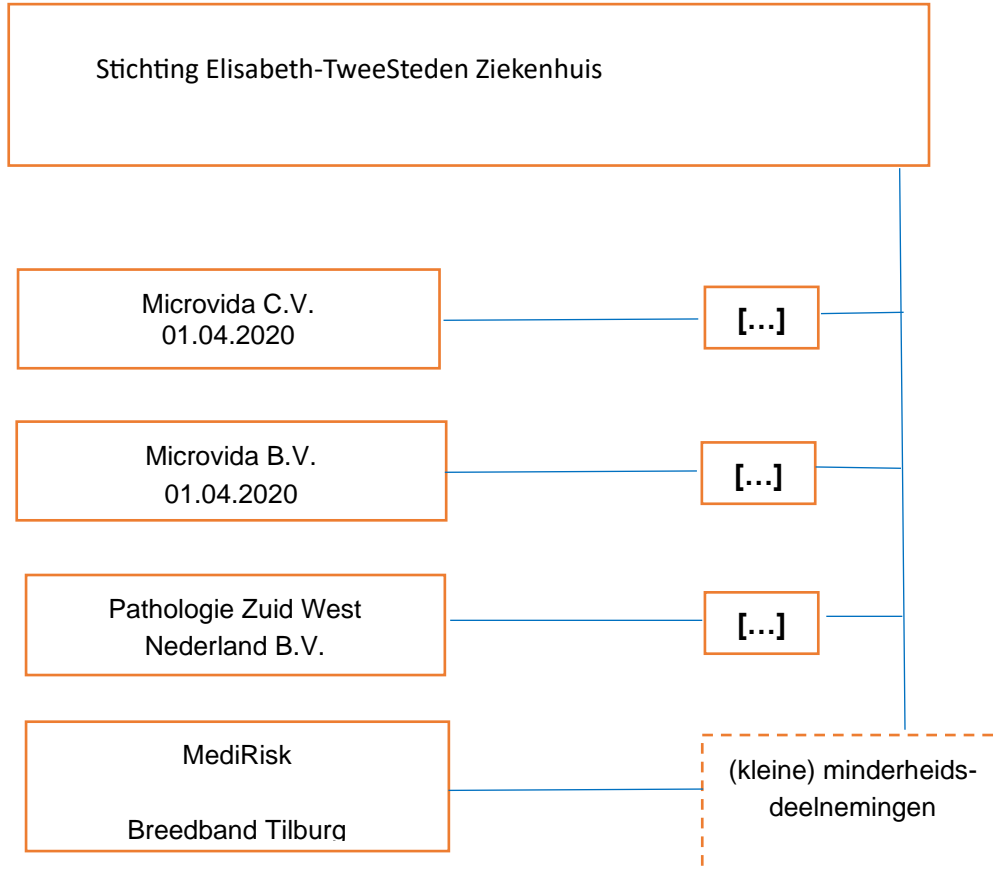 Stichting Elisabeth-TweeSteden Ziekenhuis
Microvida C.V.
01.04.2020
[...]
Microvida B.V.
01.04.2020
[...]
Pathologie Zuid West
Nederland B.V.
[...]
MediRisk
Breedband Tilburg
(kleine) minderheids-
deelnemingen